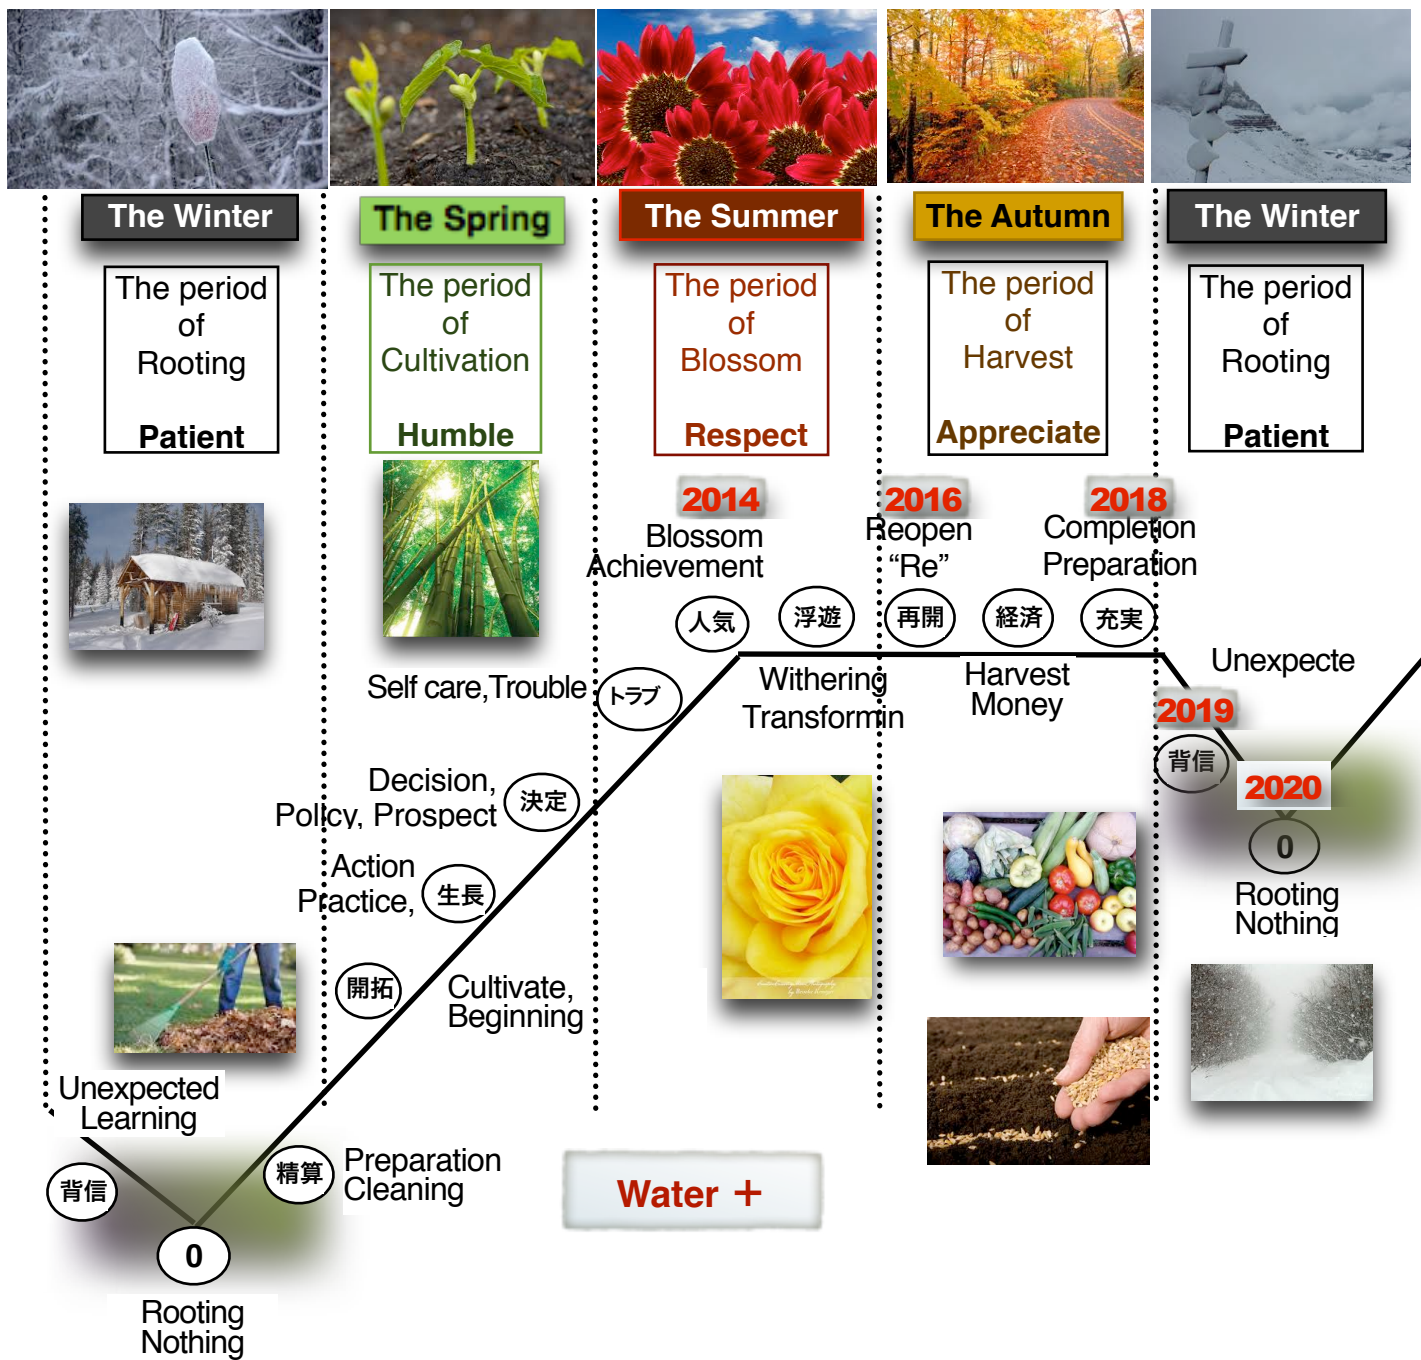 The Winter
The Spring
The Summer
The Autumn
The Winter
The period
of
Rooting
Patient
The period
of
Cultivation
Humble
The period
of
Blossom
Respect
The period
of
Harvest
Appreciate
The period
of
Rooting
Patient
2014
Blossom
Achievement
2016
Reopen
“Re”
2018
Completion
Preparation
人気
浮遊
再開
経済
充実
Self care,Trouble
トラブ
Withering
Transformin
Harvest
Money
Unexpecte
2019
背信
2020
0
Rooting
Nothing
Decision,
Policy, Prospect
決定
Action
Practice,
生長
開拓
Cultivate,
Beginning
Unexpected
Learning
背信
精算
Preparation
Cleaning
0
Rooting
Nothing
Water +